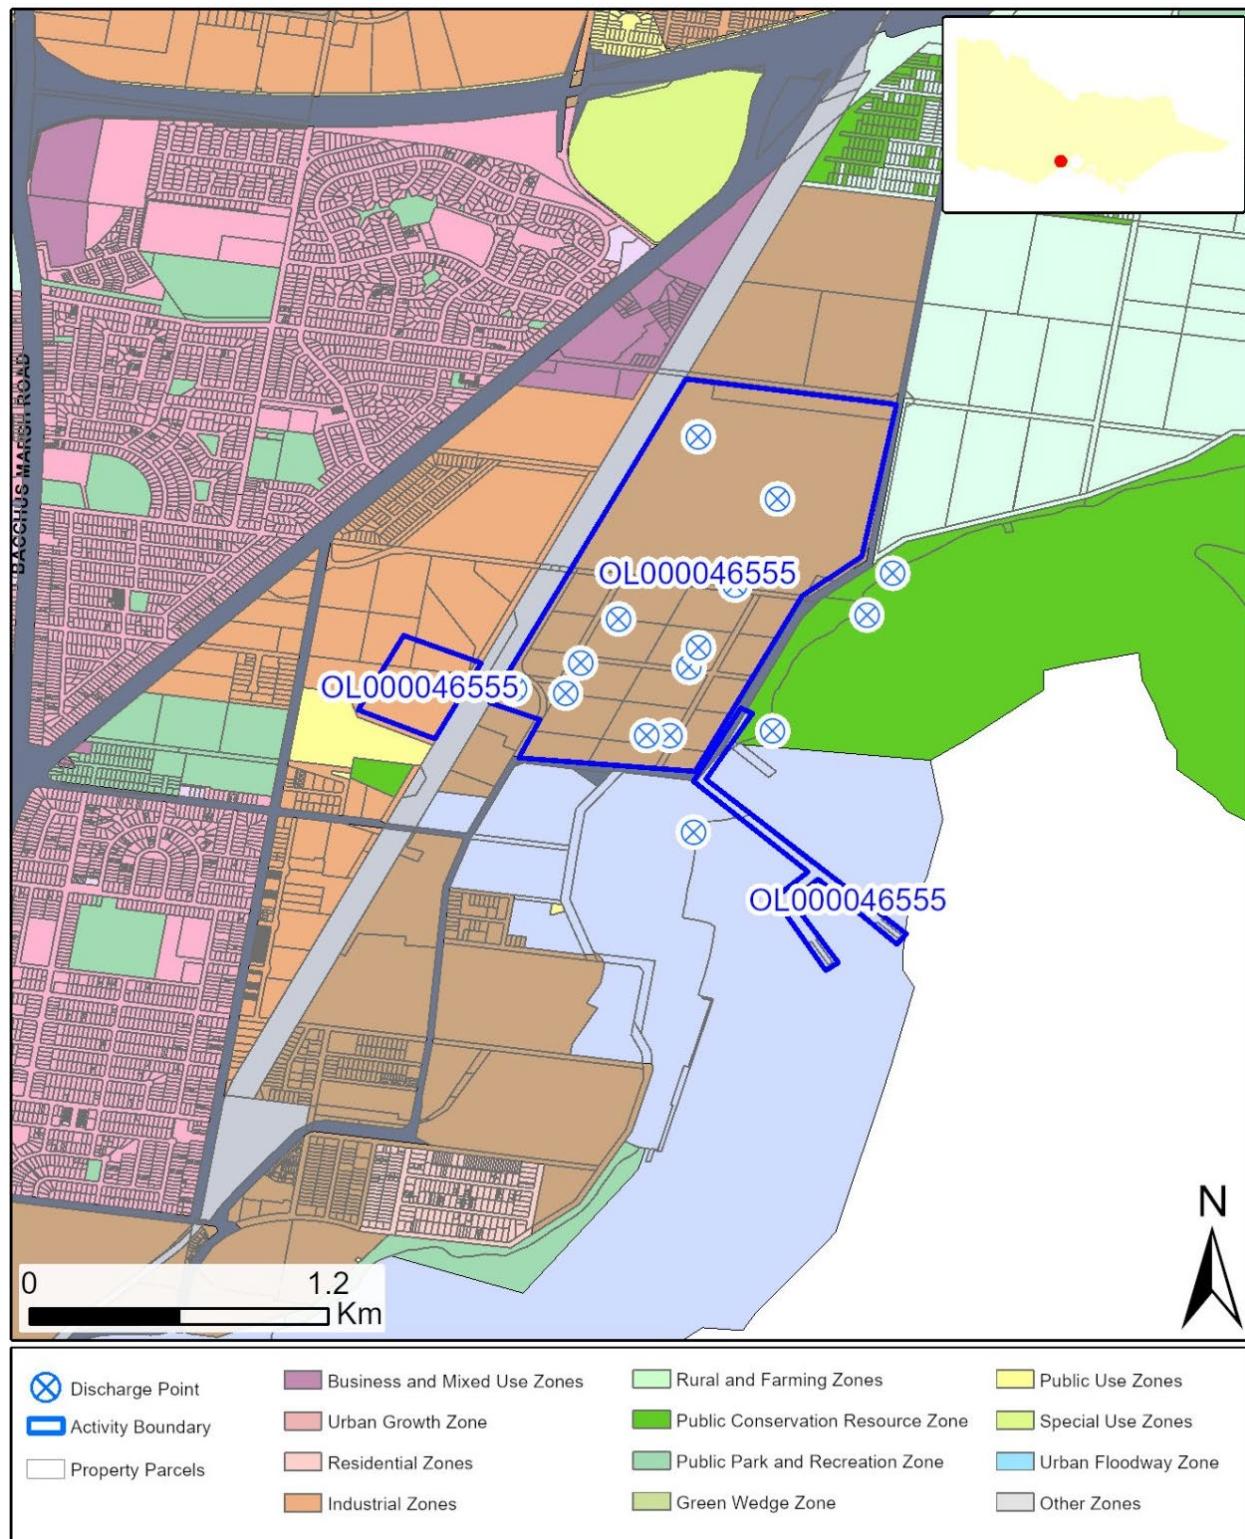 BACCHUS MARSH ROAD
OL000046555
OL000046555
OL000046555
N
0 1.2
Km
Discharge Point
Activity Boundary
Property Parcels
Business and Mixed Use Zones
Urban Growth Zone
Residential Zones
Industrial Zones
Rural and Farming Zones
Public Conservation Resource Zone
Public Park and Recreation Zone
Green Wedge Zone
Public Use Zones
Special Use Zones
Urban Floodway Zone
Other Zones